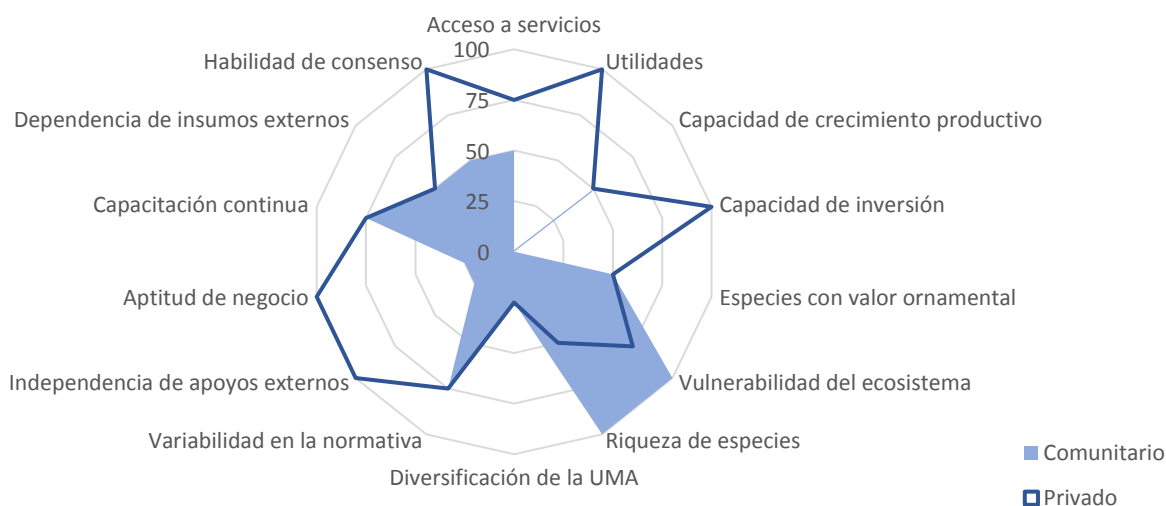 Acceso a servicios
100
Habilidad de consenso
Utilidades
75
Dependencia de insumos externos
Capacidad de crecimiento productivo
50
25
Capacitación continua
Capacidad de inversión
0
Aptitud de negocio
Especies con valor ornamental
Independencia de apoyos externos
Vulnerabilidad del ecosistema
Variabilidad en la normativa
Riqueza de especies
Diversificación de la UMA
Comunitario
Privado